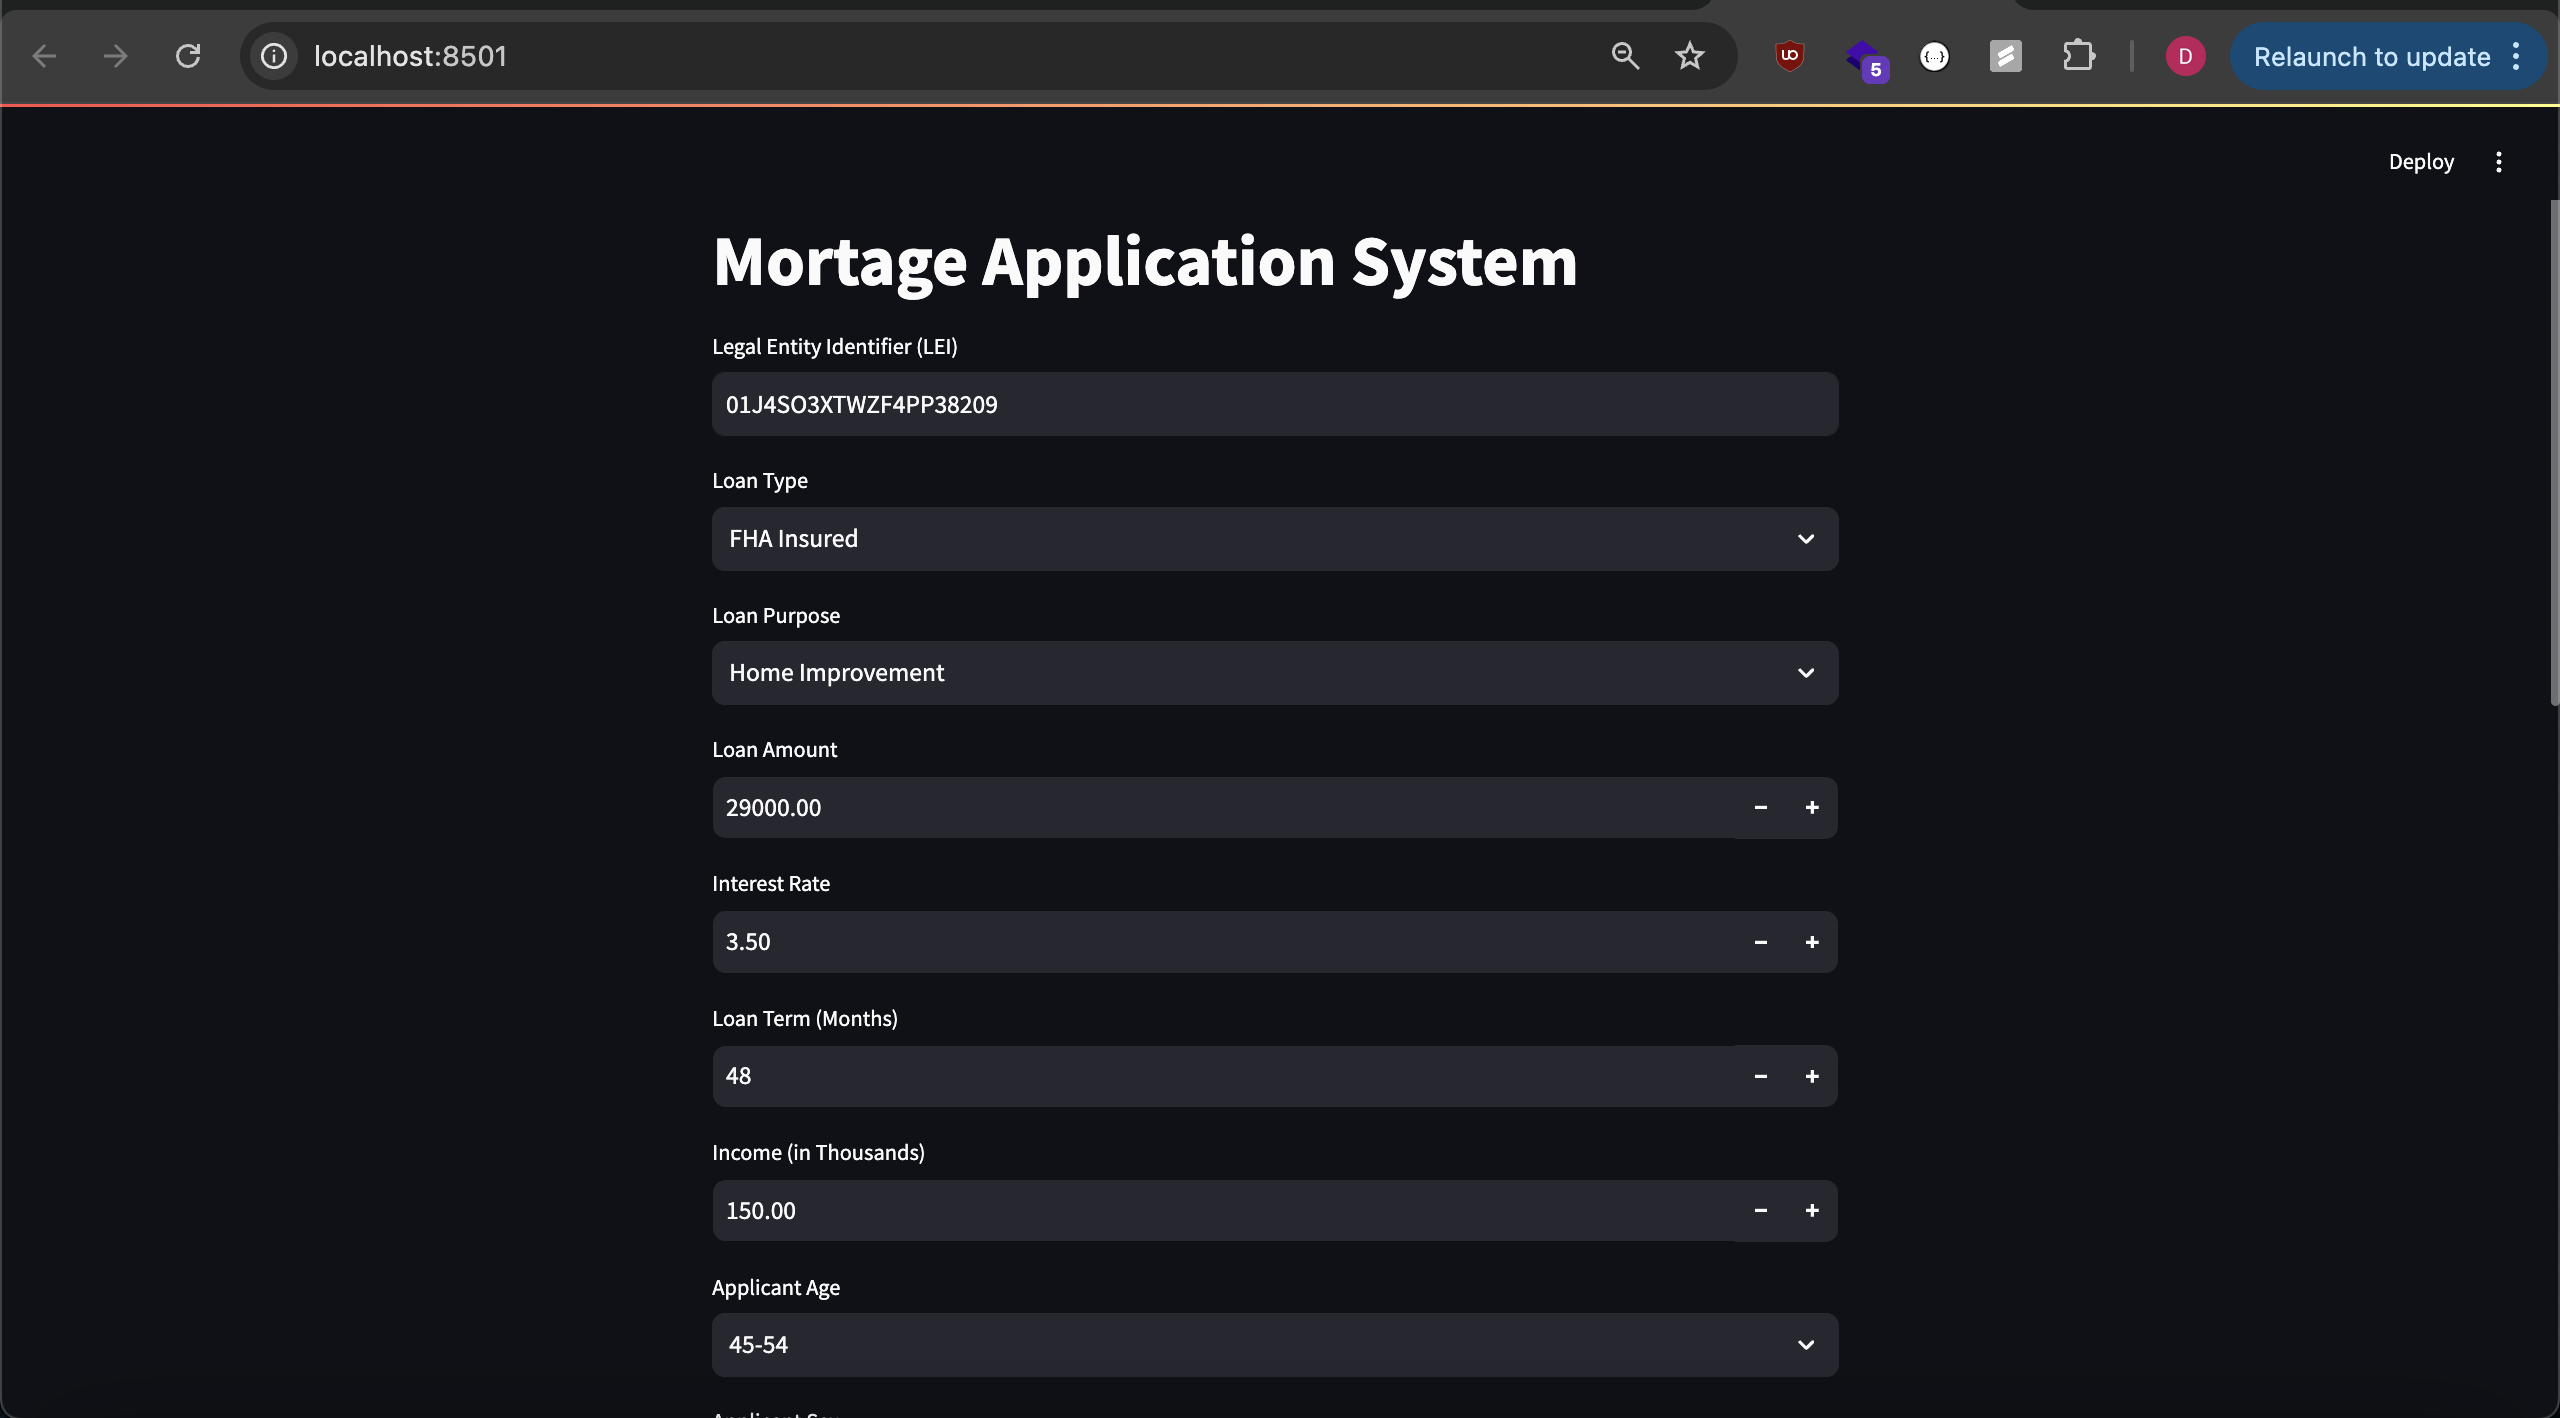 localhost:8501
5
D
Relaunch to update
Deploy
Mortage Application System
Legal Entity Identifier (LEI)
01J4SO3XTWZF4PP38209
Loan Type
FHA Insured
Loan Purpose
Home Improvement
Loan Amount
29000.00
Interest Rate
3.50
Loan Term (Months)
48
Income (in Thousands)
150.00
Applicant Age
45-54